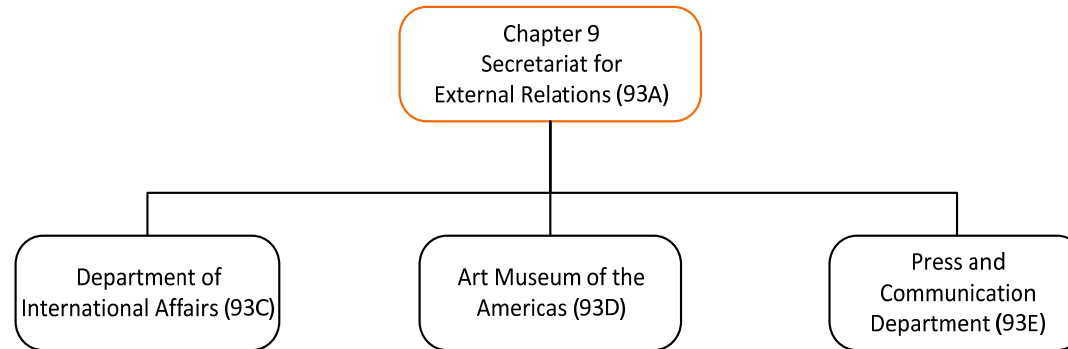 Chapter 9
Secretariat for
External Relations (93A)
Department of
International Affairs (93C)
Art Museum of the
Americas (93D)
Press and
Communication
Department (93E)